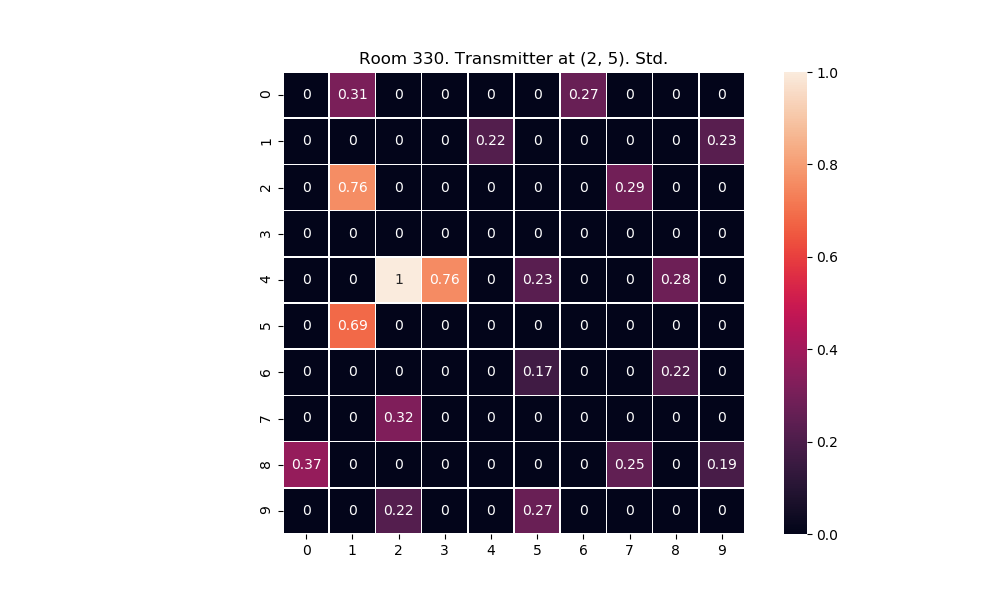 Room 330. Transmitter at (2, 5). Std.
0 0 0.31 0 0 0 0 0.27 0 0 0
1 0 0 0 0 0.22 0 0 0 0 0.23
2 0 0.76 0 0 0 0 0 0.29 0 0
3 0 0 0 0 0 0 0 0 0 0
4 0 0 1 0.76 0 0.23 0 0 0.28 0
5 0 0.69 0 0 0 0 0 0 0 0
6 0 0 0 0 0 0.17 0 0 0.22 0
7 0 0 0.32 0 0 0 0 0 0 0
8 0.37 0 0 0 0 0 0 0.25 0 0.19
9 0 0 0.22 0 0 0.27 0 0 0 0
0 1 2 3 4 5 6 7 8 9
1.0
0.8
0.6
0.4
0.2
0.0